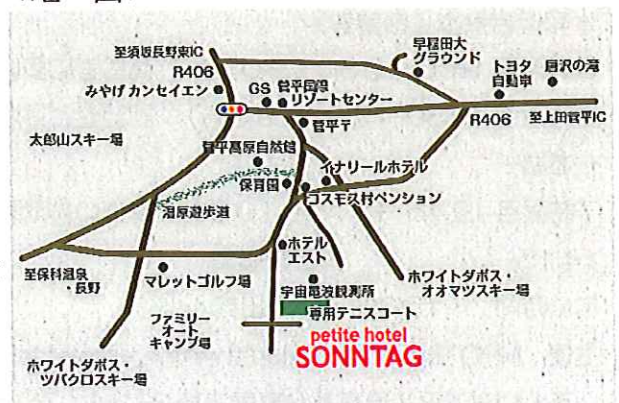 至須坂長野東IC
R406
みやげ カンセイエン
GS
菅平国際
リゾートセンター
早稲田大
グラウンド
トヨタ
自動車
唐沢の滝
菅平〒
R406
至上田菅平IC
太郎山スキー場
菅平高原自然館
イナリールホテル
保育園
コスモス村ペンション
湿原遊歩道
ホテル
エスト
至保科温泉
・長野
マレットゴルフ場
宇宙電波観測所
ホワイトダボス・
オオマツスキー場
専用テニスコート
ファミリー
オート
キャンプ場
petite hotel
SONNTAG
ホワイトダボス・
ツバクロスキー場